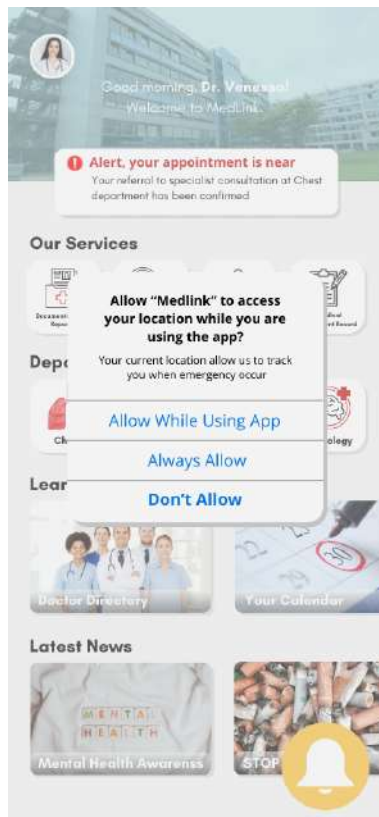 Good morning, Dr. Venessa!
Welcome to MedLink.
Alert, your appointment is near
Your referral to specialist consultation at Chest
department has been confirmed
Our Services
Allow “Medlink” to access
your location while you are
using the app?
Your current location allow us to track
you when emergency occur
Allow While Using App
Always Allow
Don't Allow
Doctor Directory
Your Calendar
Latest News
MENTAL
HEALTH
Mental Health Awarenss
STOP